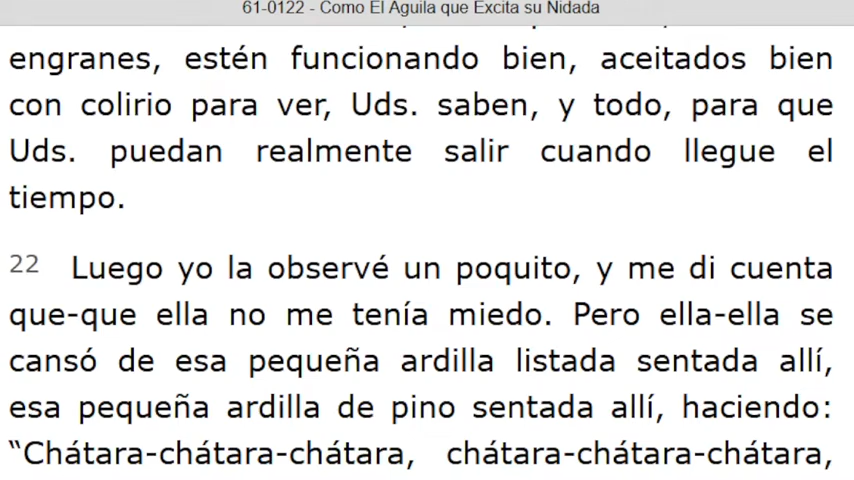 61-0122 - Como El Aguila que Excita su Nidada
engranes, estén funcionando bien, aceitados bien
con colirio para ver, Uds. saben, y todo, para que
Uds. puedan realmente salir cuando llegue el
tiempo.
22 Luego yo la observé un poquito, y me di cuenta
que-que ella no me tenía miedo. Pero ella-ella se
cansó de esa pequeña ardilla listada sentada allí,
esa pequeña ardilla de pino sentada allí, haciendo:
“Chátara-chátara-chátara, chátara-chátara-chátara,